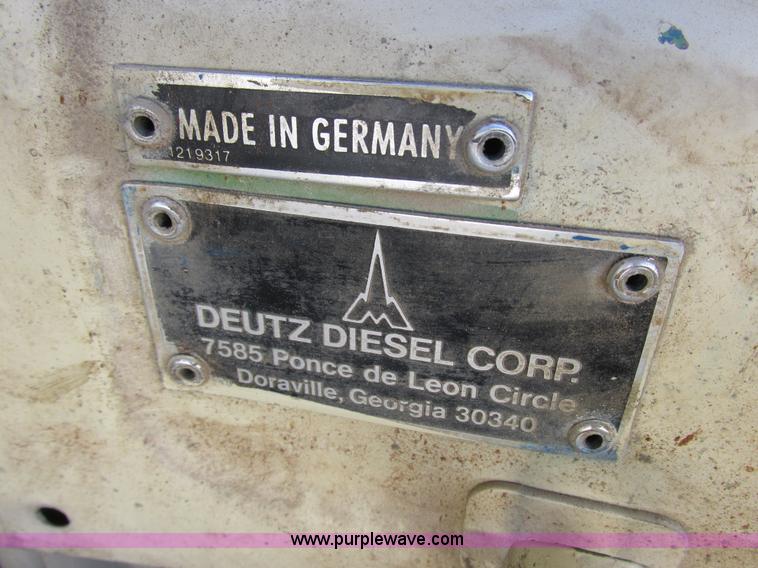 MADE IN GERMANY
1219317
DEUTZ DIESEL CORP.
7585 Ponce de Leon Circle
Doraville, Georgia 30340
www.purplewave.com